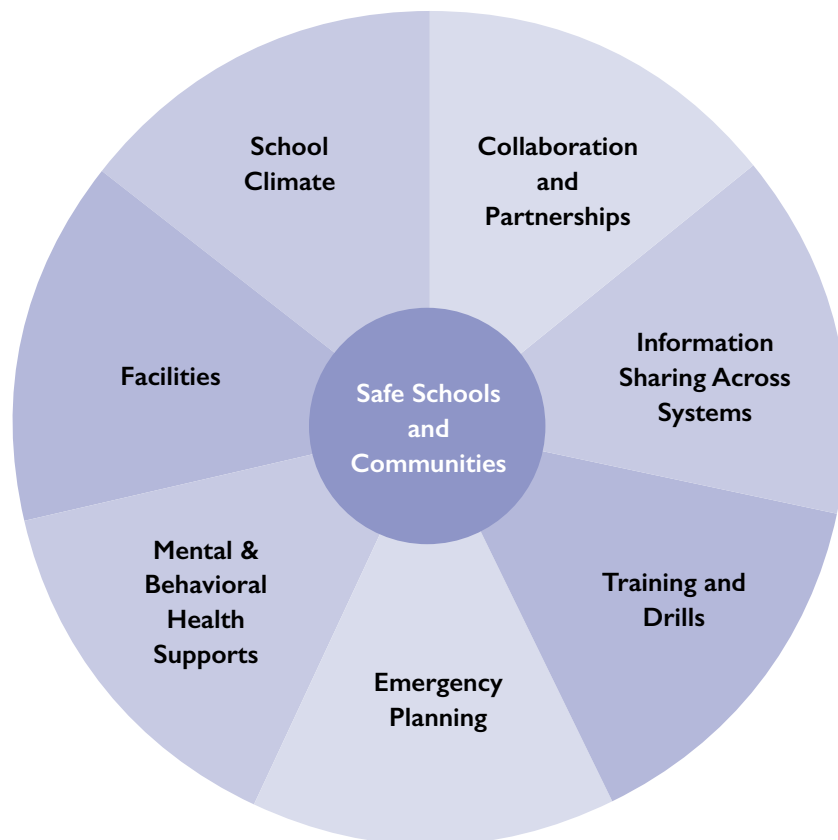 School
Climate
Collaboration
and
Partnerships
Information
Sharing Across
Systems
Training and
Drills
Emergency
Planning
Mental &
Behavioral
Health
Supports
Facilities
Safe Schools
and
Communities